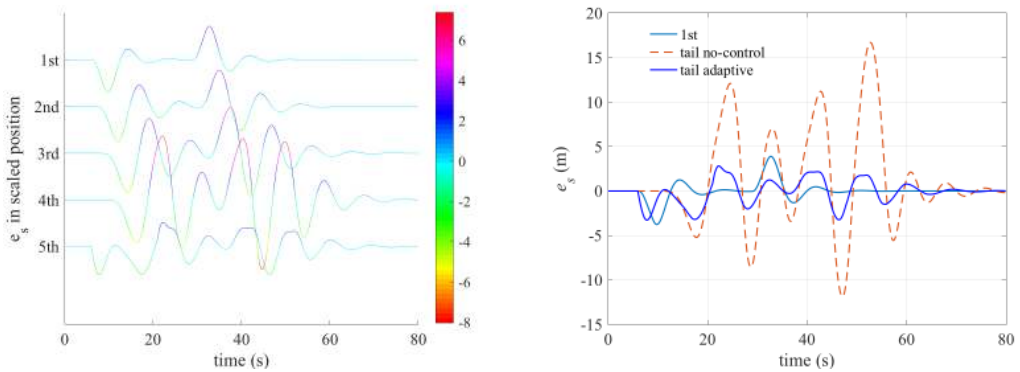 1st
2nd
3rd
4th
5th
e_s in scaled position
0
20
40
60
80
time (s)
6
4
2
0
-2
-4
-6
-8
20
15
10
5
0
-5
-10
-15
e_s (m)
1st
tail no-control
tail adaptive
0
20
40
60
80
time (s)